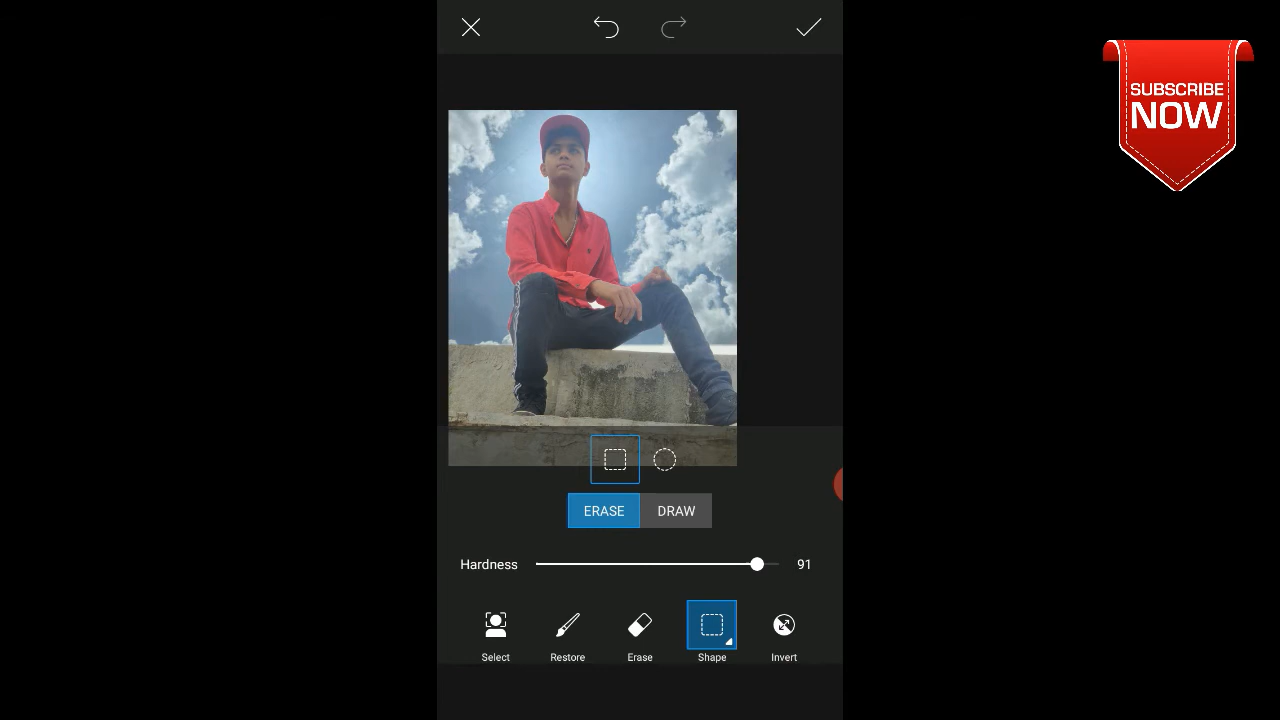 SUBSCRIBE
NOW
ERASE DRAW
Hardness 91
Select Restore Erase Shape Invert